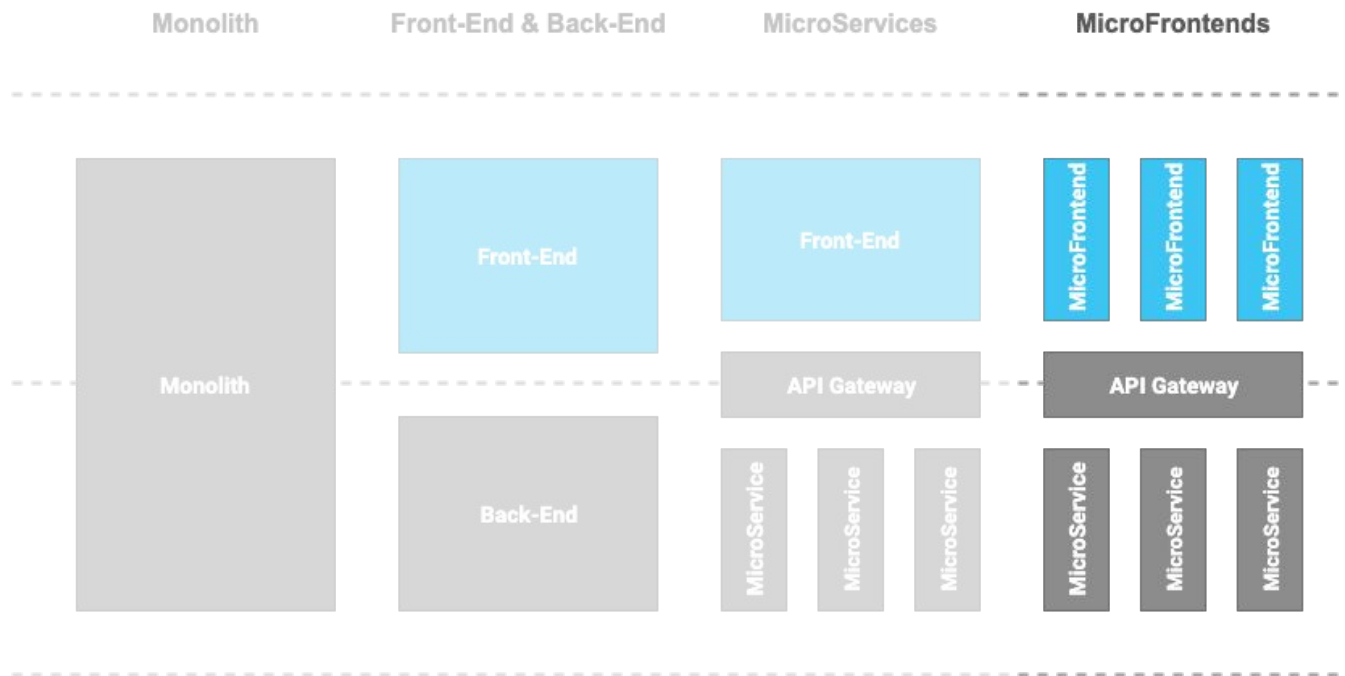 Monolith
Front-End & Back-End
MicroServices
MicroFrontends
Monolith
Front-End
Back-End
Front-End
API Gateway
MicroService
MicroService
MicroService
MicroFrontend
MicroFrontend
MicroFrontend
API Gateway
MicroService
MicroService
MicroService